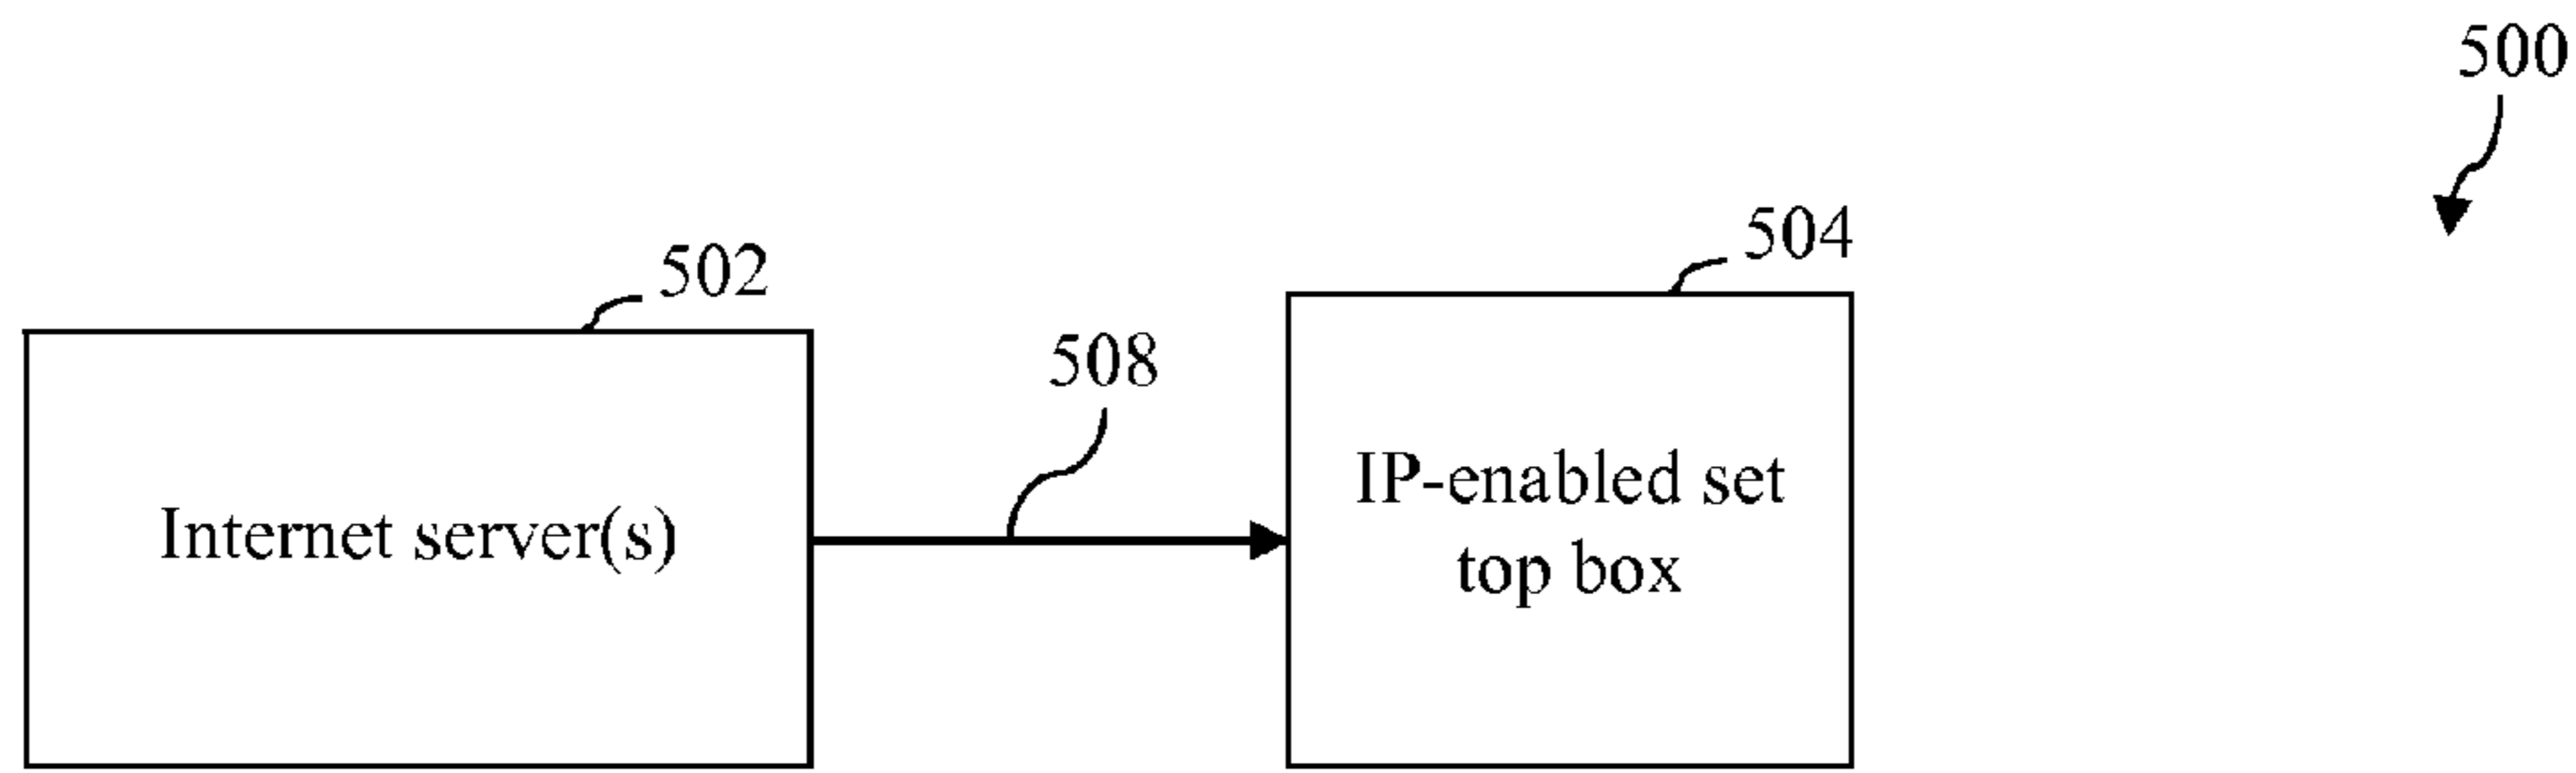 500
504
502
508
IP-enabled set
top box
Internet server(s)